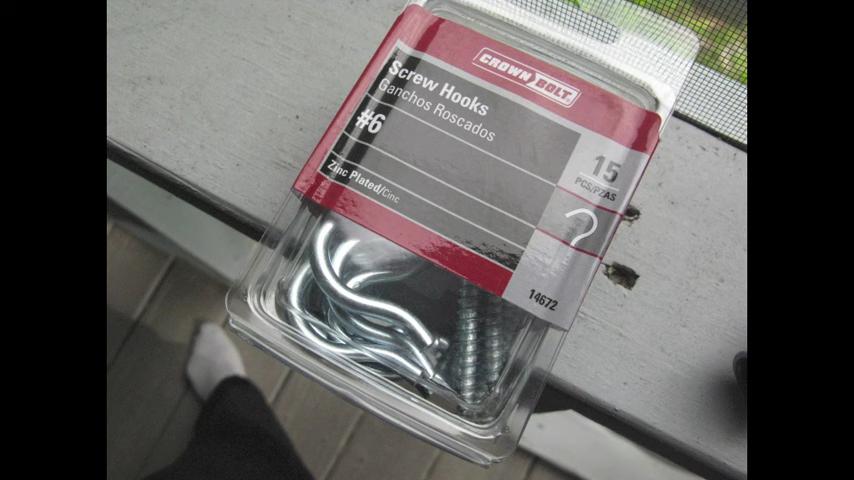 CROWN BOLT
Screw Hooks
Ganchos Roscados
#6
15
PCS/PZAS
Zinc Plated/Cinc
14672